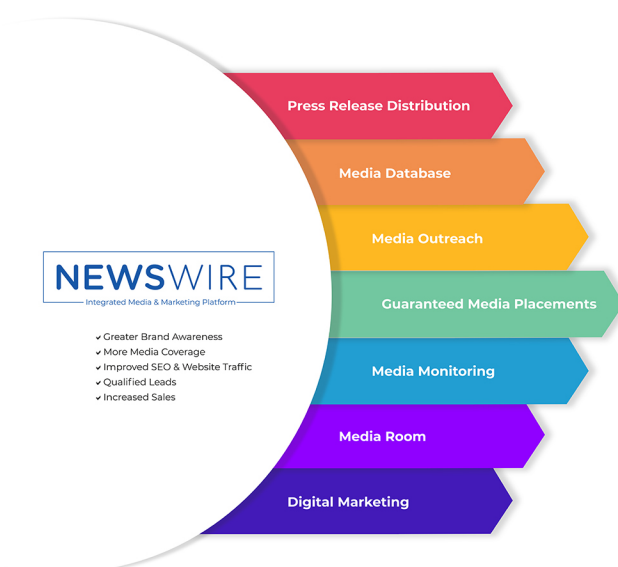 Press Release Distribution
Media Database
Media Outreach
Guaranteed Media Placements
Media Monitoring
Media Room
Digital Marketing
NEWSWIRE
Integrated Media & Marketing Platform
Greater Brand Awareness
More Media Coverage
Improved SEO & Website Traffic
Qualified Leads
Increased Sales